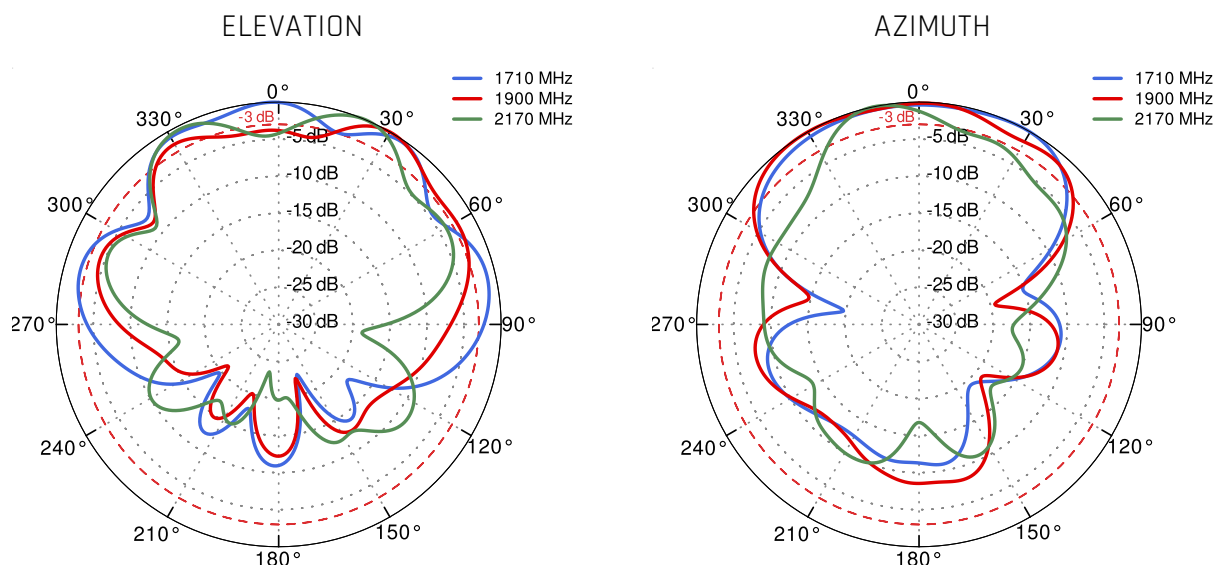 ELEVATION
1710 MHz
1900 MHz
2170 MHz
0°
-3 dB
330°
30°
-5 dB
-10 dB
300°
60°
-15 dB
-20 dB
-25 dB
270°
-30 dB
90°
240°
120°
210°
150°
180°
AZIMUTH
1710 MHz
1900 MHz
2170 MHz
0°
-3 dB
330°
30°
-5 dB
-10 dB
300°
60°
-15 dB
-20 dB
-25 dB
270°
-30 dB
90°
240°
120°
210°
150°
180°